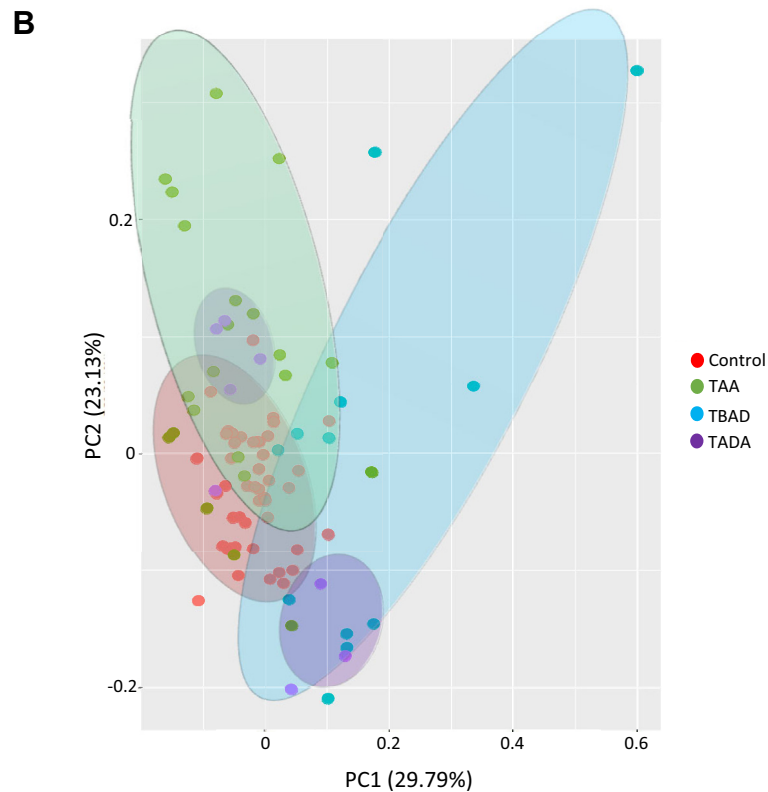 B
PC2 (23.13%)
0.2
0
-0.2
0
0.2
0.4
0.6
PC1 (29.79%)
Control
TAA
TBAD
TADA